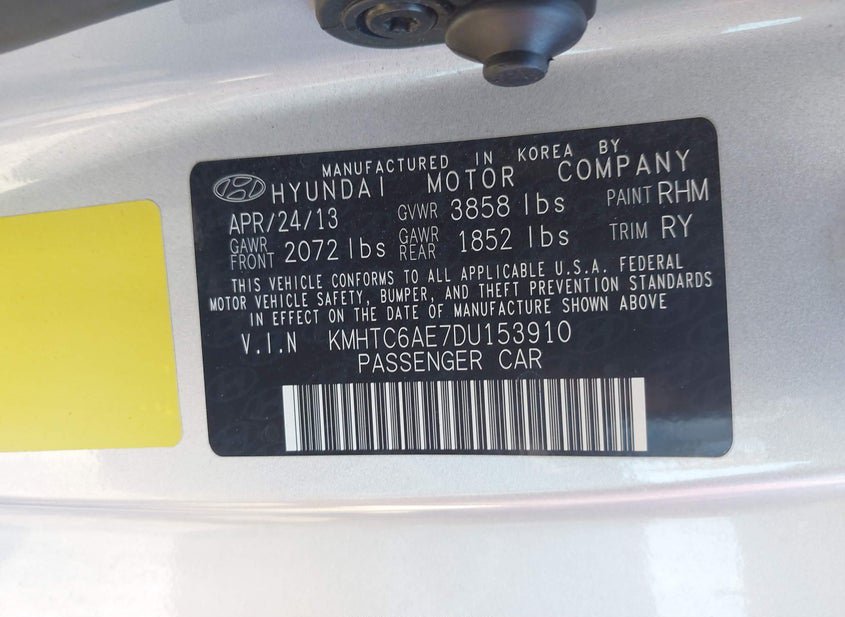 MANUFACTURED IN KOREA BY
HYUNDAI MOTOR COMPANY
APR/24/13 GVWR 3858 lbs PAINT RHM
GAWR FRONT 2072 lbs GAWR REAR 1852 lbs TRIM RY
THIS VEHICLE CONFORMS TO ALL APPLICABLE U.S.A. FEDERAL
MOTOR VEHICLE SAFETY, BUMPER, AND THEFT PREVENTION STANDARDS
IN EFFECT ON THE DATE OF MANUFACTURE SHOWN ABOVE
V.I.N KMHTC6AE7DU153910
PASSENGER CAR